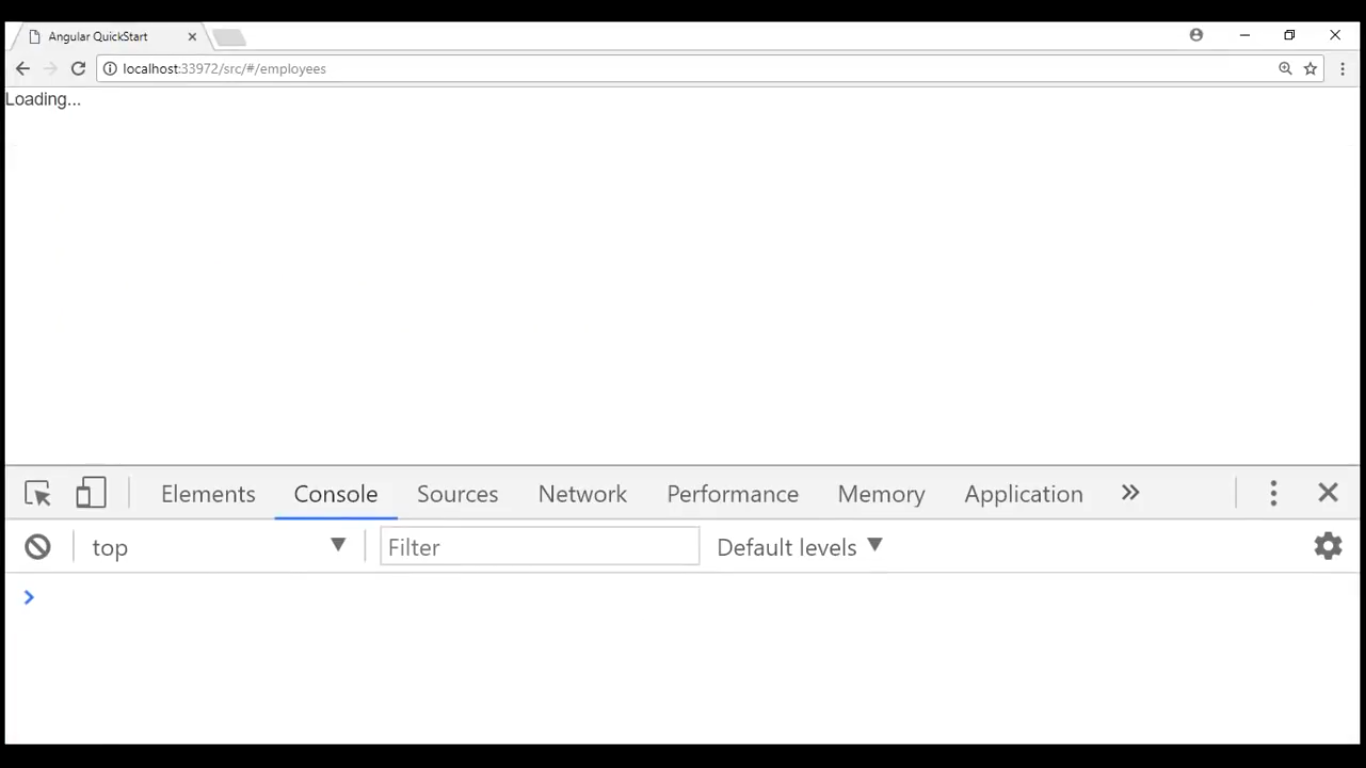 Angular QuickStart
localhost:33972/src/#/employees
Loading...
Elements Console Sources Network Performance Memory Application
top Filter Default levels